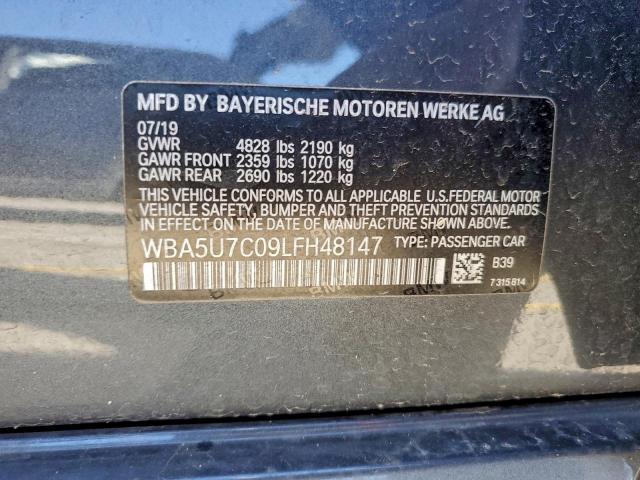 MFD BY BAYERISCHE MOTOREN WERKE AG
07/19
GVWR 4828 lbs 2190 kg
GAWR FRONT 2359 lbs 1070 kg
GAWR REAR 2690 lbs 1220 kg
THIS VEHICLE CONFORMS TO ALL APPLICABLE U.S.FEDERAL MOTOR
VEHICLE SAFETY, BUMPER AND THEFT PREVENTION STANDARDS
IN EFFECT ON THE DATE OF MANUFACTURE SHOWN ABOVE.
WBA5U7C09LFH48147 TYPE: PASSENGER CAR
B39
7315814